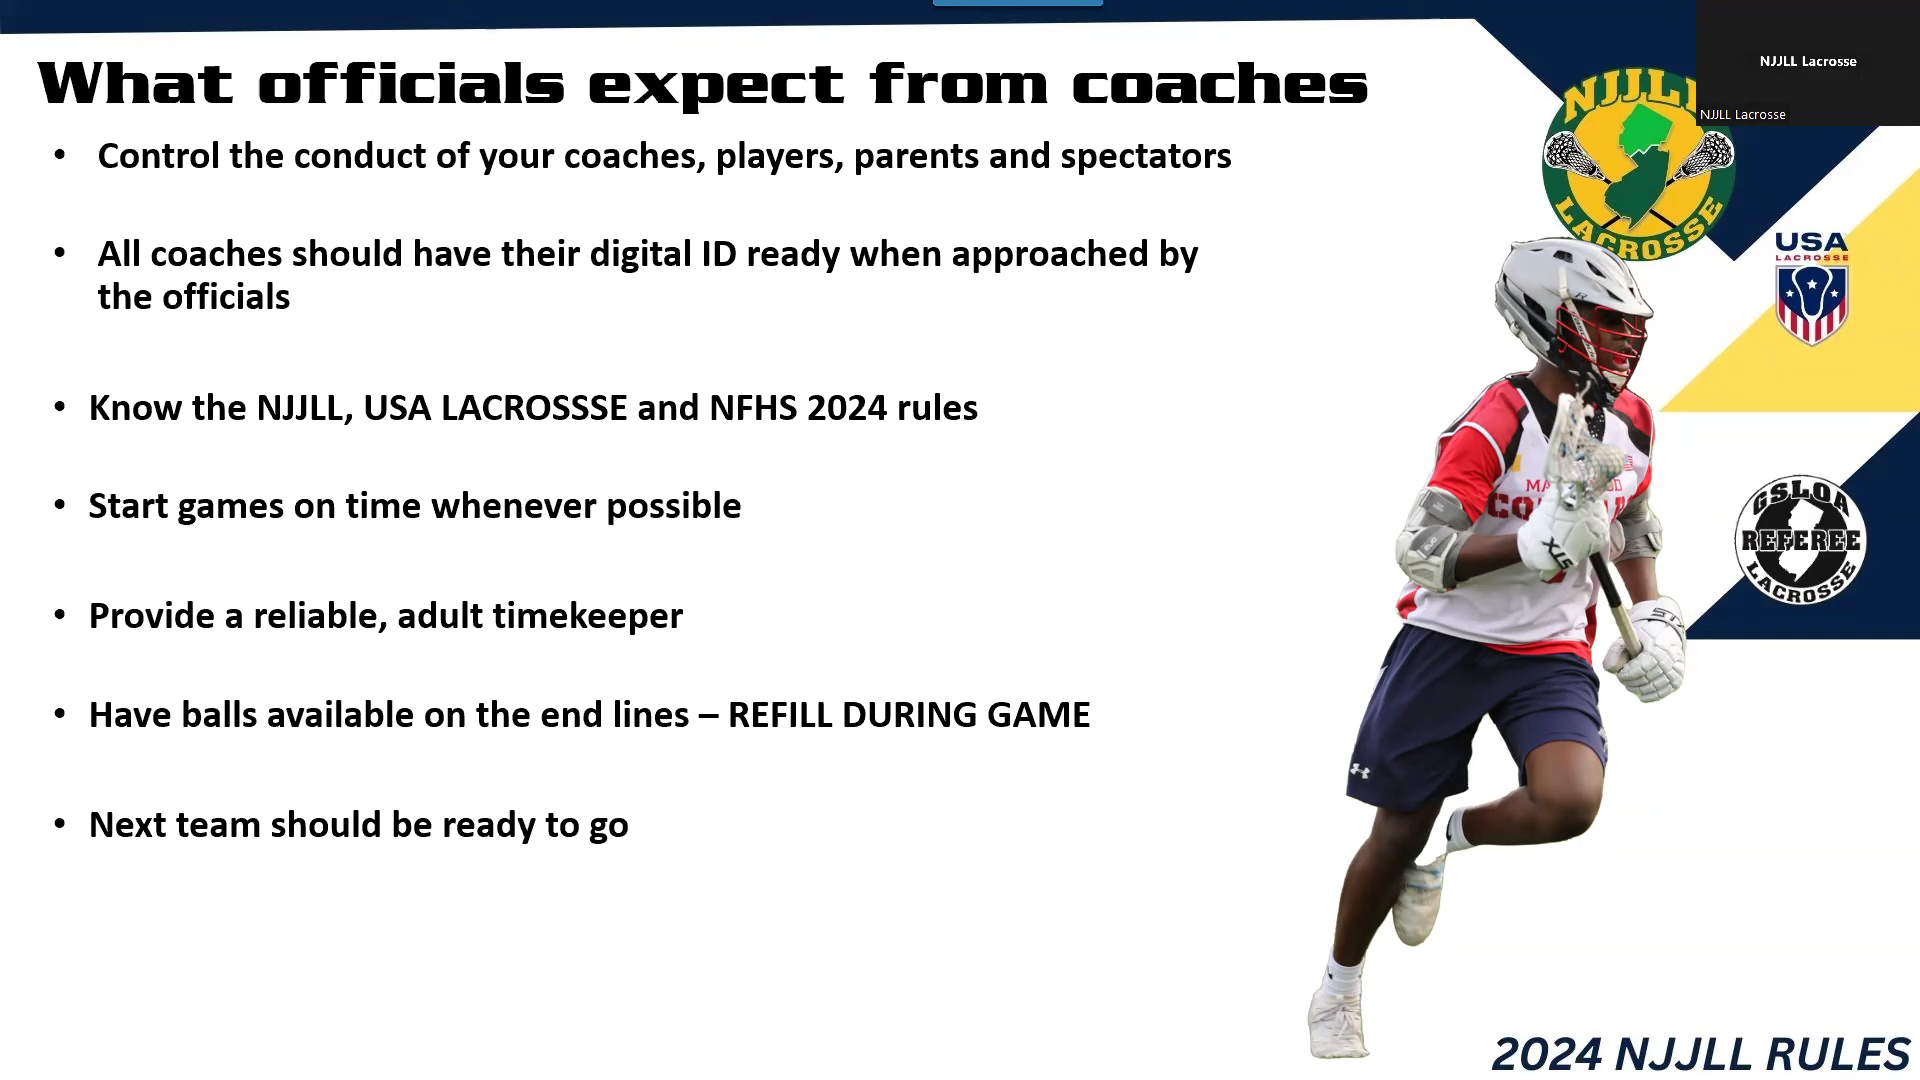 What officials expect from coaches
• Control the conduct of your coaches, players, parents and spectators
• All coaches should have their digital ID ready when approached by
the officials
• Know the NJJLL, USA LACROSSSE and NFHS 2024 rules
• Start games on time whenever possible
• Provide a reliable, adult timekeeper
• Have balls available on the end lines – REFILL DURING GAME
• Next team should be ready to go
NJJLL Lacrosse
NJJLL Lacrosse
NJJLL
LACROSSE
USA
LACROSSE
GSLOA
REFEREE
LACROSSE
STX
2024 NJJLL RULES